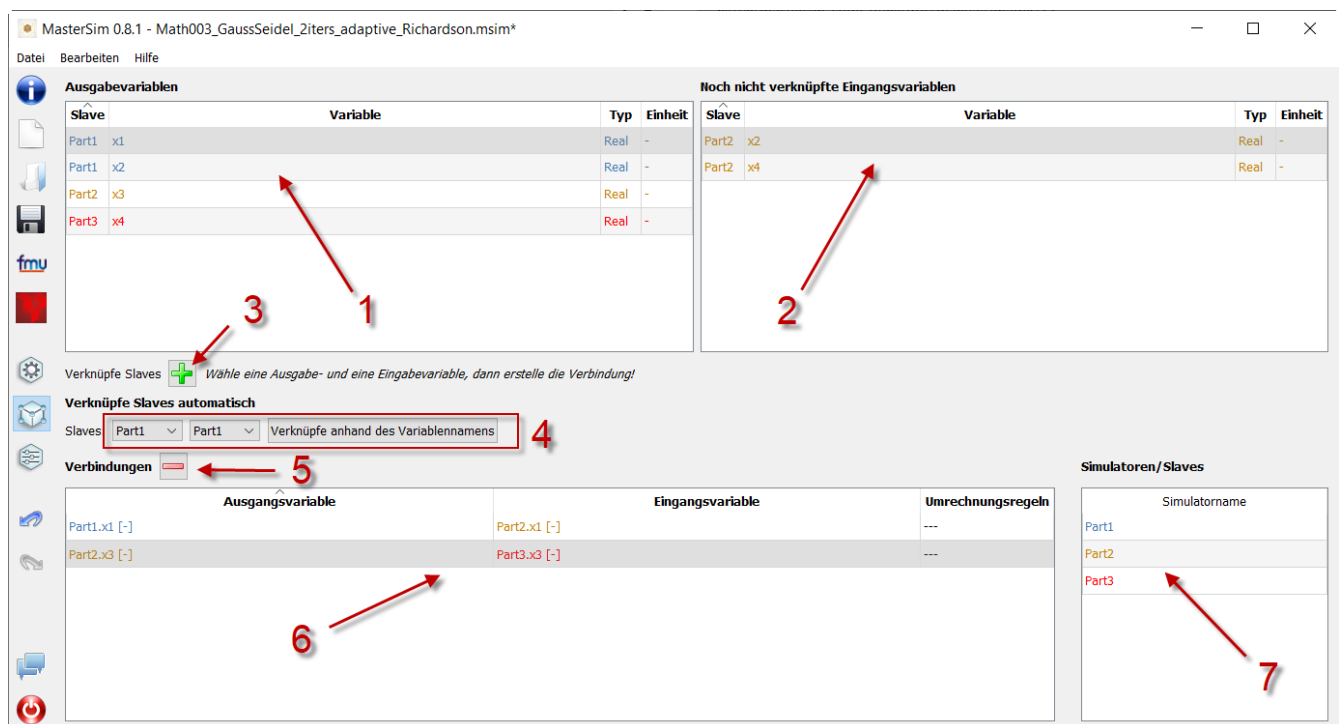 MasterSim 0.8.1 - Math003_GaussSeidel_2iters_adaptive_Richardson.msim*
Datei Bearbeiten Hilfe
Ausgabevariablen
Slave Variable Typ Einheit
Part1 x1 Real -
Part1 x2 Real -
Part2 x3 Real -
Part3 x4 Real -
1
Noch nicht verknüpfte Eingangsvariablen
Slave Variable Typ Einheit
Part2 x2 Real -
Part2 x4 Real -
2
fmu
3
Verknüpfe Slaves Wähle eine Ausgabe- und eine Eingabevariable, dann erstelle die Verbindung!
Verknüpfe Slaves automatisch
Slaves Part1 Part1 Verknüpfe anhand des Variablennamens 4
Verbindungen 5
Ausgangsvariable Eingangsvariable Umrechnungsregeln
Part1.x1 [-] Part2.x1 [-] ---
Part2.x3 [-] Part3.x3 [-] ---
6
Simulatoren/Slaves
Simulatorname
Part1
Part2
Part3
7